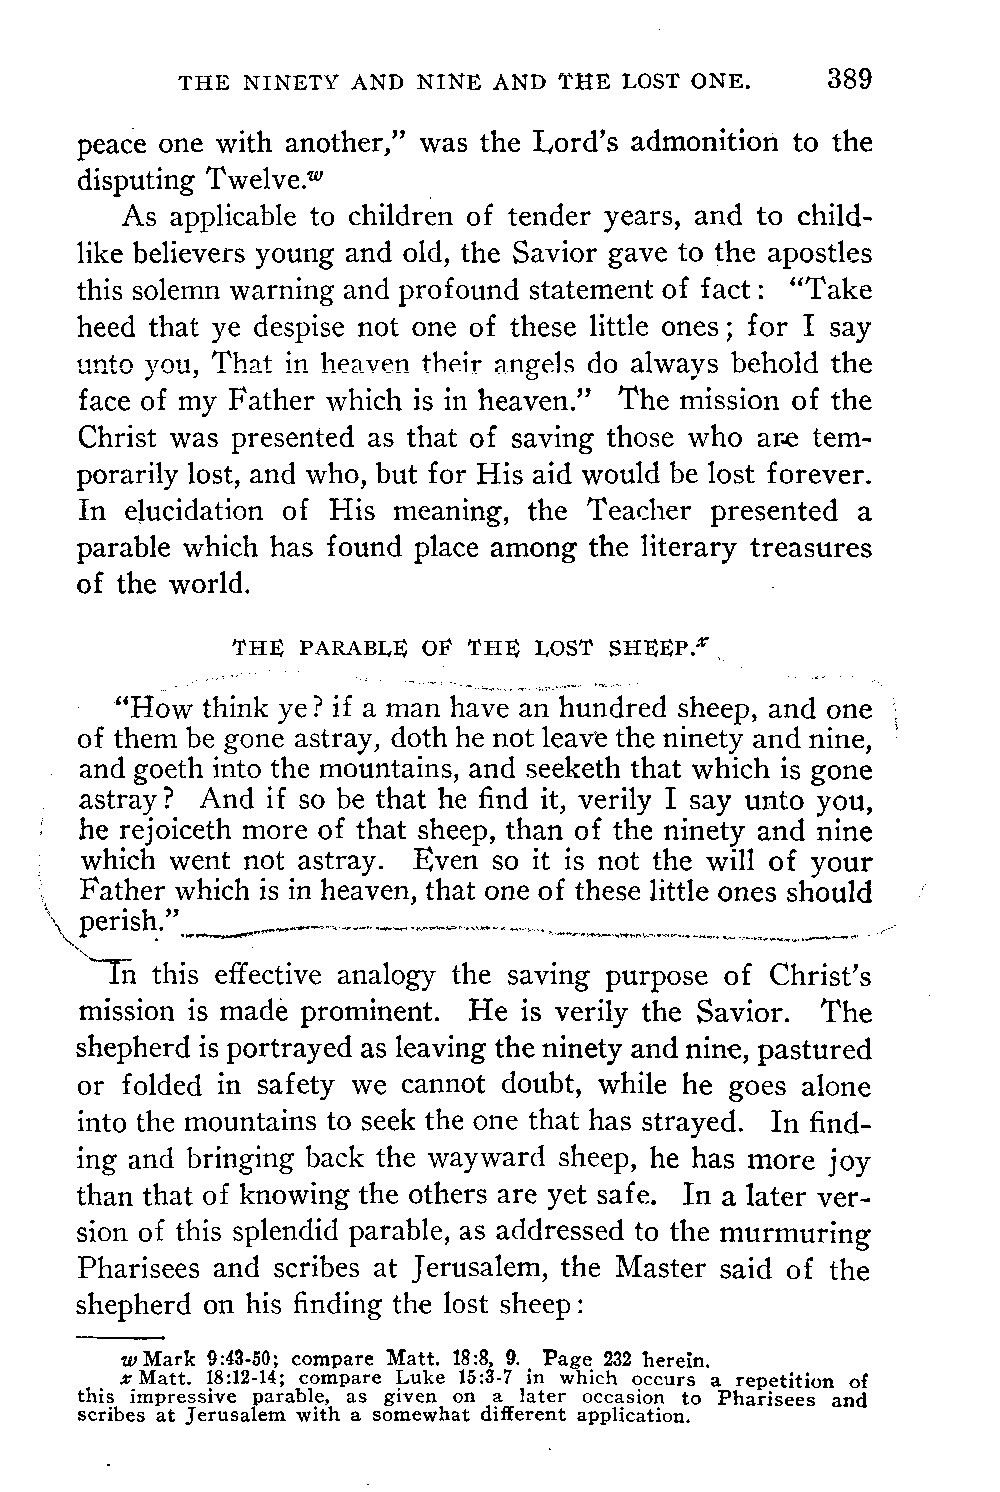 THE NINETY AND NINE AND THE LOST ONE. 389
peace one with another,” was the Lord’s admonition to the
disputing Twelve.w
As applicable to children of tender years, and to child-
like believers young and old, the Savior gave to the apostles
this solemn warning and profound statement of fact: “Take
heed that ye despise not one of these little ones; for I say
unto you, That in heaven their angels do always behold the
face of my Father which is in heaven.” The mission of the
Christ was presented as that of saving those who are tem-
porarily lost, and who, but for His aid would be lost forever.
In elucidation of His meaning, the Teacher presented a
parable which has found place among the literary treasures
of the world.
THE PARABLE OF THE LOST SHEEP.x
“How think ye? if a man have an hundred sheep, and one
of them be gone astray, doth he not leave the ninety and nine,
and goeth into the mountains, and seeketh that which is gone
astray? And if so be that he find it, verily I say unto you,
he rejoiceth more of that sheep, than of the ninety and nine
which went not astray. Even so it is not the will of your
Father which is in heaven, that one of these little ones should
perish.”
In this effective analogy the saving purpose of Christ’s
mission is made prominent. He is verily the Savior. The
shepherd is portrayed as leaving the ninety and nine, pastured
or folded in safety we cannot doubt, while he goes alone
into the mountains to seek the one that has strayed. In find-
ing and bringing back the wayward sheep, he has more joy
than that of knowing the others are yet safe. In a later ver-
sion of this splendid parable, as addressed to the murmuring
Pharisees and scribes at Jerusalem, the Master said of the
shepherd on his finding the lost sheep:
w Mark 9:43-50; compare Matt. 18:8, 9. Page 232 herein.
x Matt. 18:12-14; compare Luke 15:3-7 in which occurs a repetition of
this impressive parable, as given on a later occasion to Pharisees and
scribes at Jerusalem with a somewhat different application.